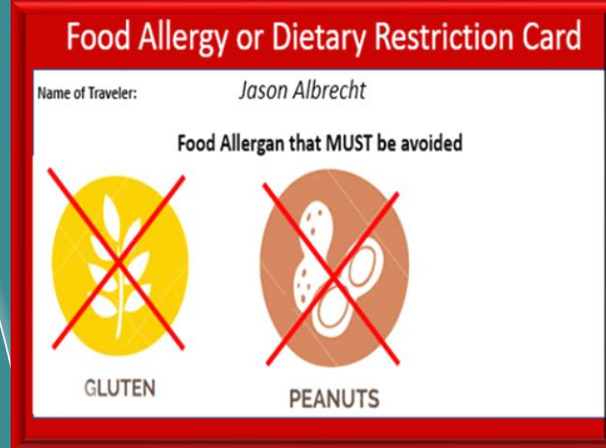 Food Allergy or Dietary Restriction Card
Name of Traveler: Jason Albrecht
Food Allergan that MUST be avoided
GLUTEN PEANUTS